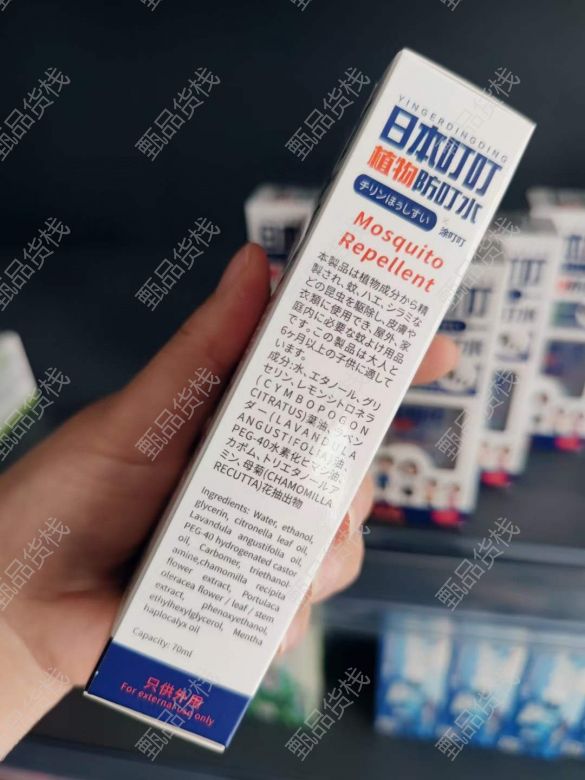 YINGERDINGDING
日本叮叮
植物防叮水
チリンほうしすい
涂叮叮
Mosquito
Repellent
本製品は植物成分から精
製され、蚊、ハエ、シラミな
どの昆虫を駆除し、皮膚や
衣類に使用でき、屋外、家
庭内に必要な蚊よけ用品
です。この製品は大人と
6ヶ月以上の子供に適して
います。
成分:水、エタノール、グリ
セリン、レモンシトロネラ
(CYMBOPOGON
CITRATUS)葉油、ラベン
ダー(LAVANDULA
ANGUSTIFOLIA)油、
PEG-40水素化ヒマシ油、
カボム、トリエタノールア
ミン、母菊(CHAMOMILLA
RECUTTA)花抽出物
Ingredients: Water, ethanol,
glycerin, citronella leaf oil,
Lavandula angustifolia oil,
PEG-40 hydrogenated castor
oil, Carbomer, triethanol-
amine,chamomilla recipita
flower extract, Portulaca
oleracea flower / leaf / stem
extract, phenoxyethanol,
ethylhexylglycerol, Mentha
haplocalyx oil
Capacity: 70ml
只供外用
For external use only
甄品货栈